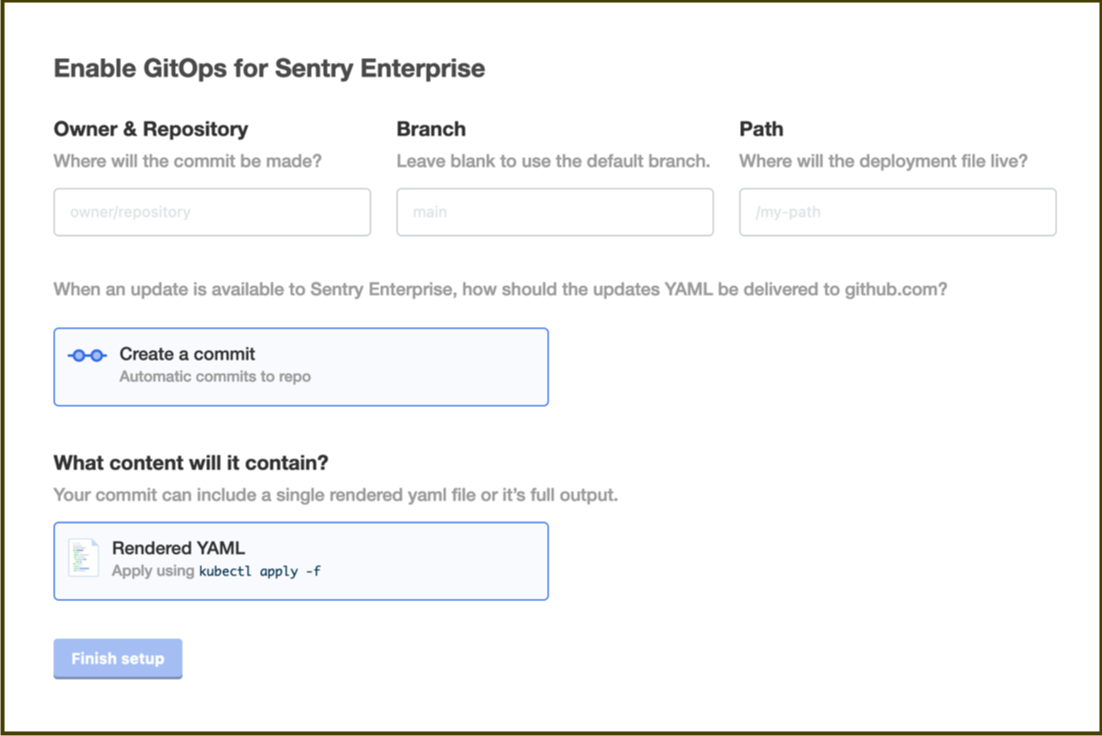 Enable GitOps for Sentry Enterprise
Owner & Repository
Where will the commit be made?
owner/repository
Branch
Leave blank to use the default branch.
main
Path
Where will the deployment file live?
/my-path
When an update is available to Sentry Enterprise, how should the updates YAML be delivered to github.com?
Create a commit
Automatic commits to repo
What content will it contain?
Your commit can include a single rendered yaml file or it's full output.
Rendered YAML
Apply using kubectl apply -f
Finish setup